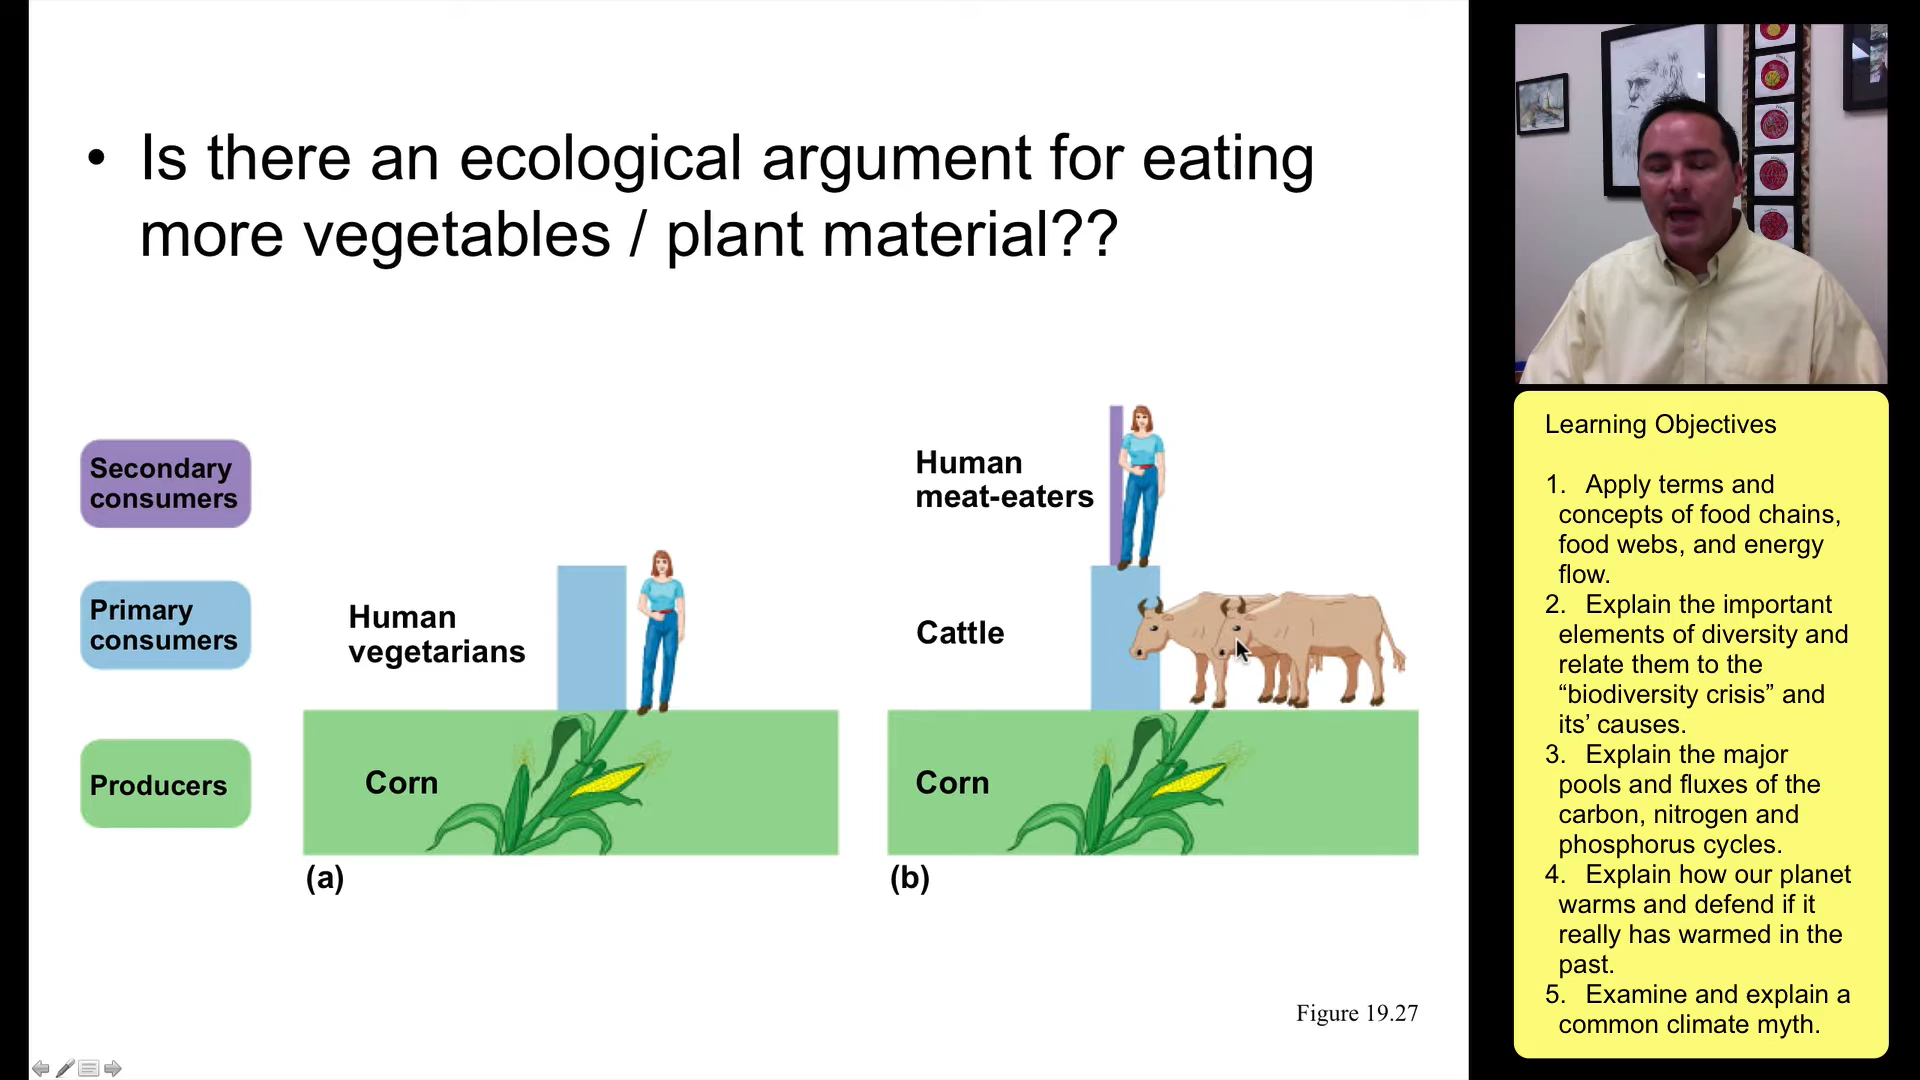 • Is there an ecological argument for eating
more vegetables / plant material??
Secondary
consumers
Primary
consumers
Producers
Human
vegetarians
Corn
(a)
Human
meat-eaters
Cattle
Corn
(b)
Figure 19.27
Learning Objectives
1. Apply terms and
concepts of food chains,
food webs, and energy
flow.
2. Explain the important
elements of diversity and
relate them to the
“biodiversity crisis” and
its’ causes.
3. Explain the major
pools and fluxes of the
carbon, nitrogen and
phosphorus cycles.
4. Explain how our planet
warms and defend if it
really has warmed in the
past.
5. Examine and explain a
common climate myth.